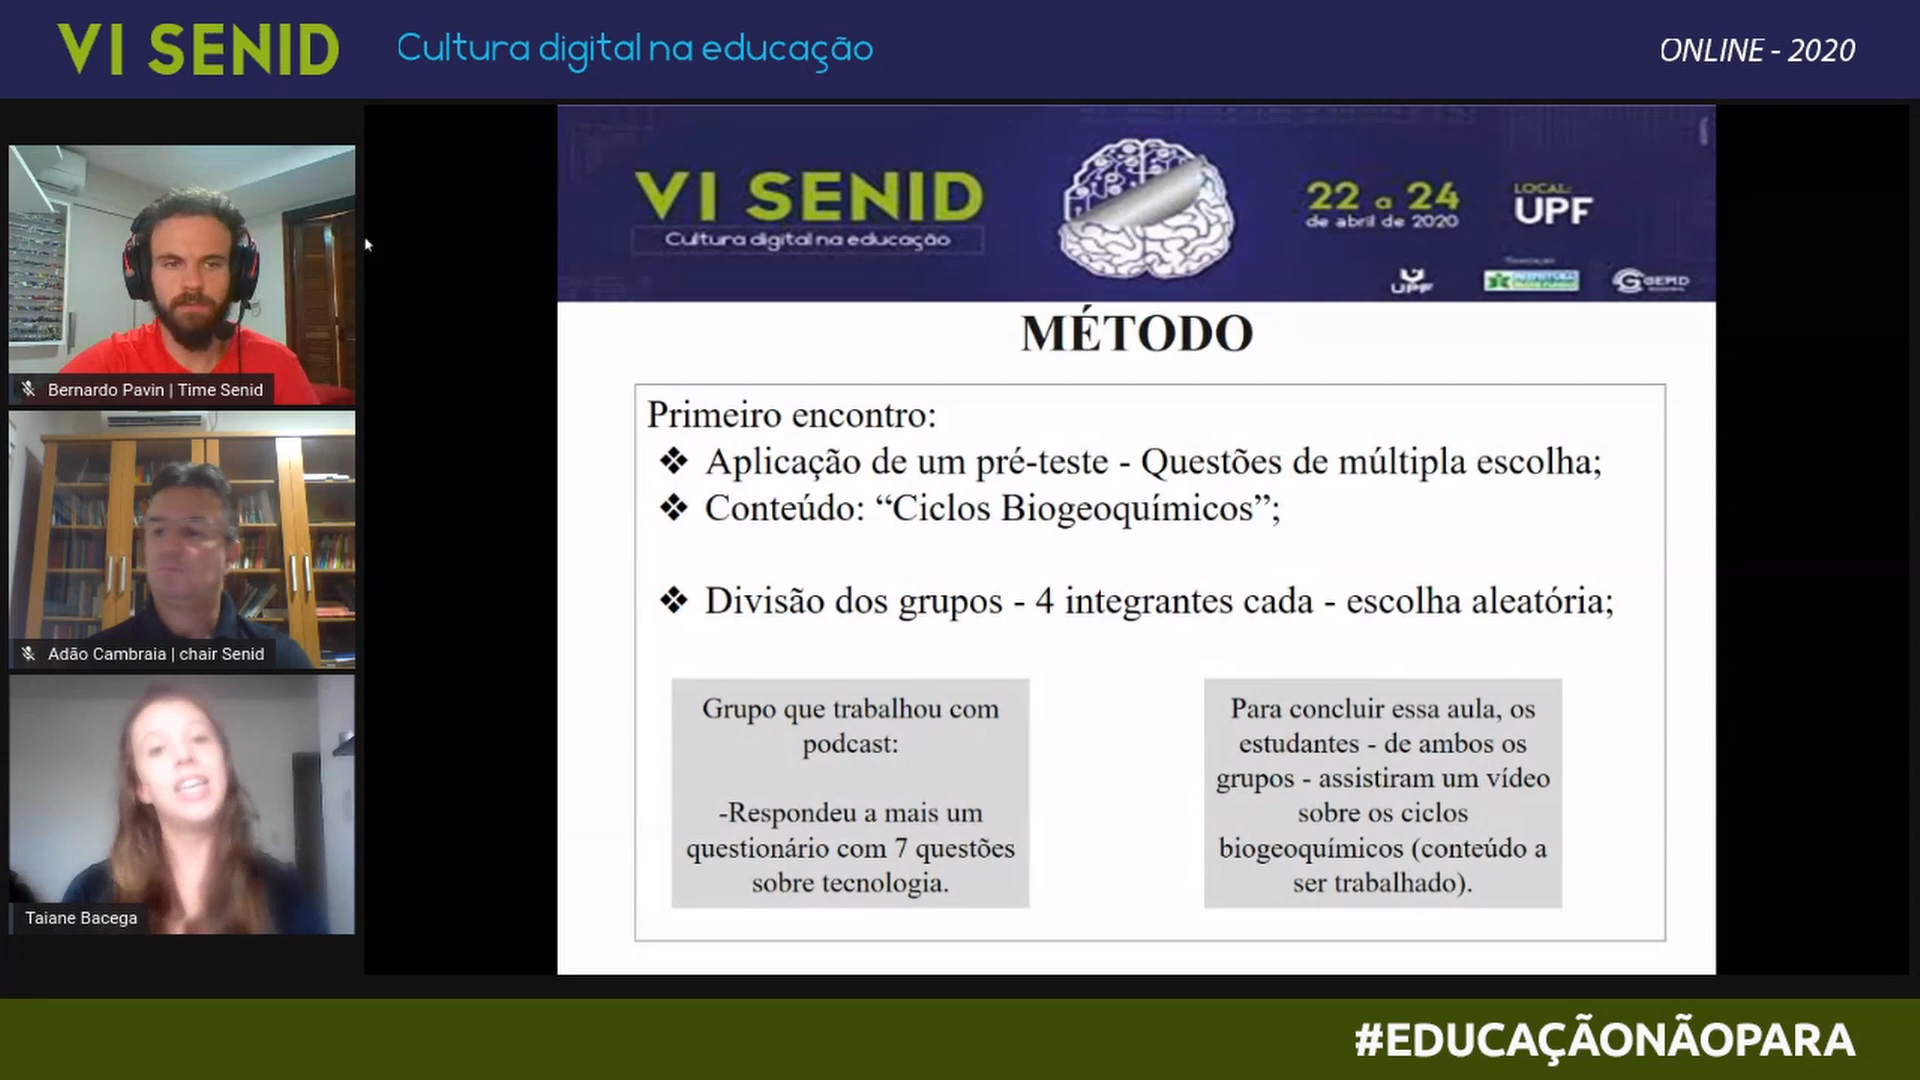 VI SENID
Cultura digital na educação
ONLINE - 2020
VI SENID
Cultura digital na educação
22 a 24
de abril de 2020
LOCAL:
UPF
UPF
PREFEITURA
GEPID
MÉTODO
Primeiro encontro:
❖ Aplicação de um pré-teste - Questões de múltipla escolha;
❖ Conteúdo: “Ciclos Biogeoquímicos”;
❖ Divisão dos grupos - 4 integrantes cada - escolha aleatória;
Grupo que trabalhou com
podcast:
-Respondeu a mais um
questionário com 7 questões
sobre tecnologia.
Para concluir essa aula, os
estudantes - de ambos os
grupos - assistiram um vídeo
sobre os ciclos
biogeoquímicos (conteúdo a
ser trabalhado).
Bernardo Pavin | Time Senid
Adão Cambraia | chair Senid
Taiane Bacega
#EDUCAÇÃONÃOPARA